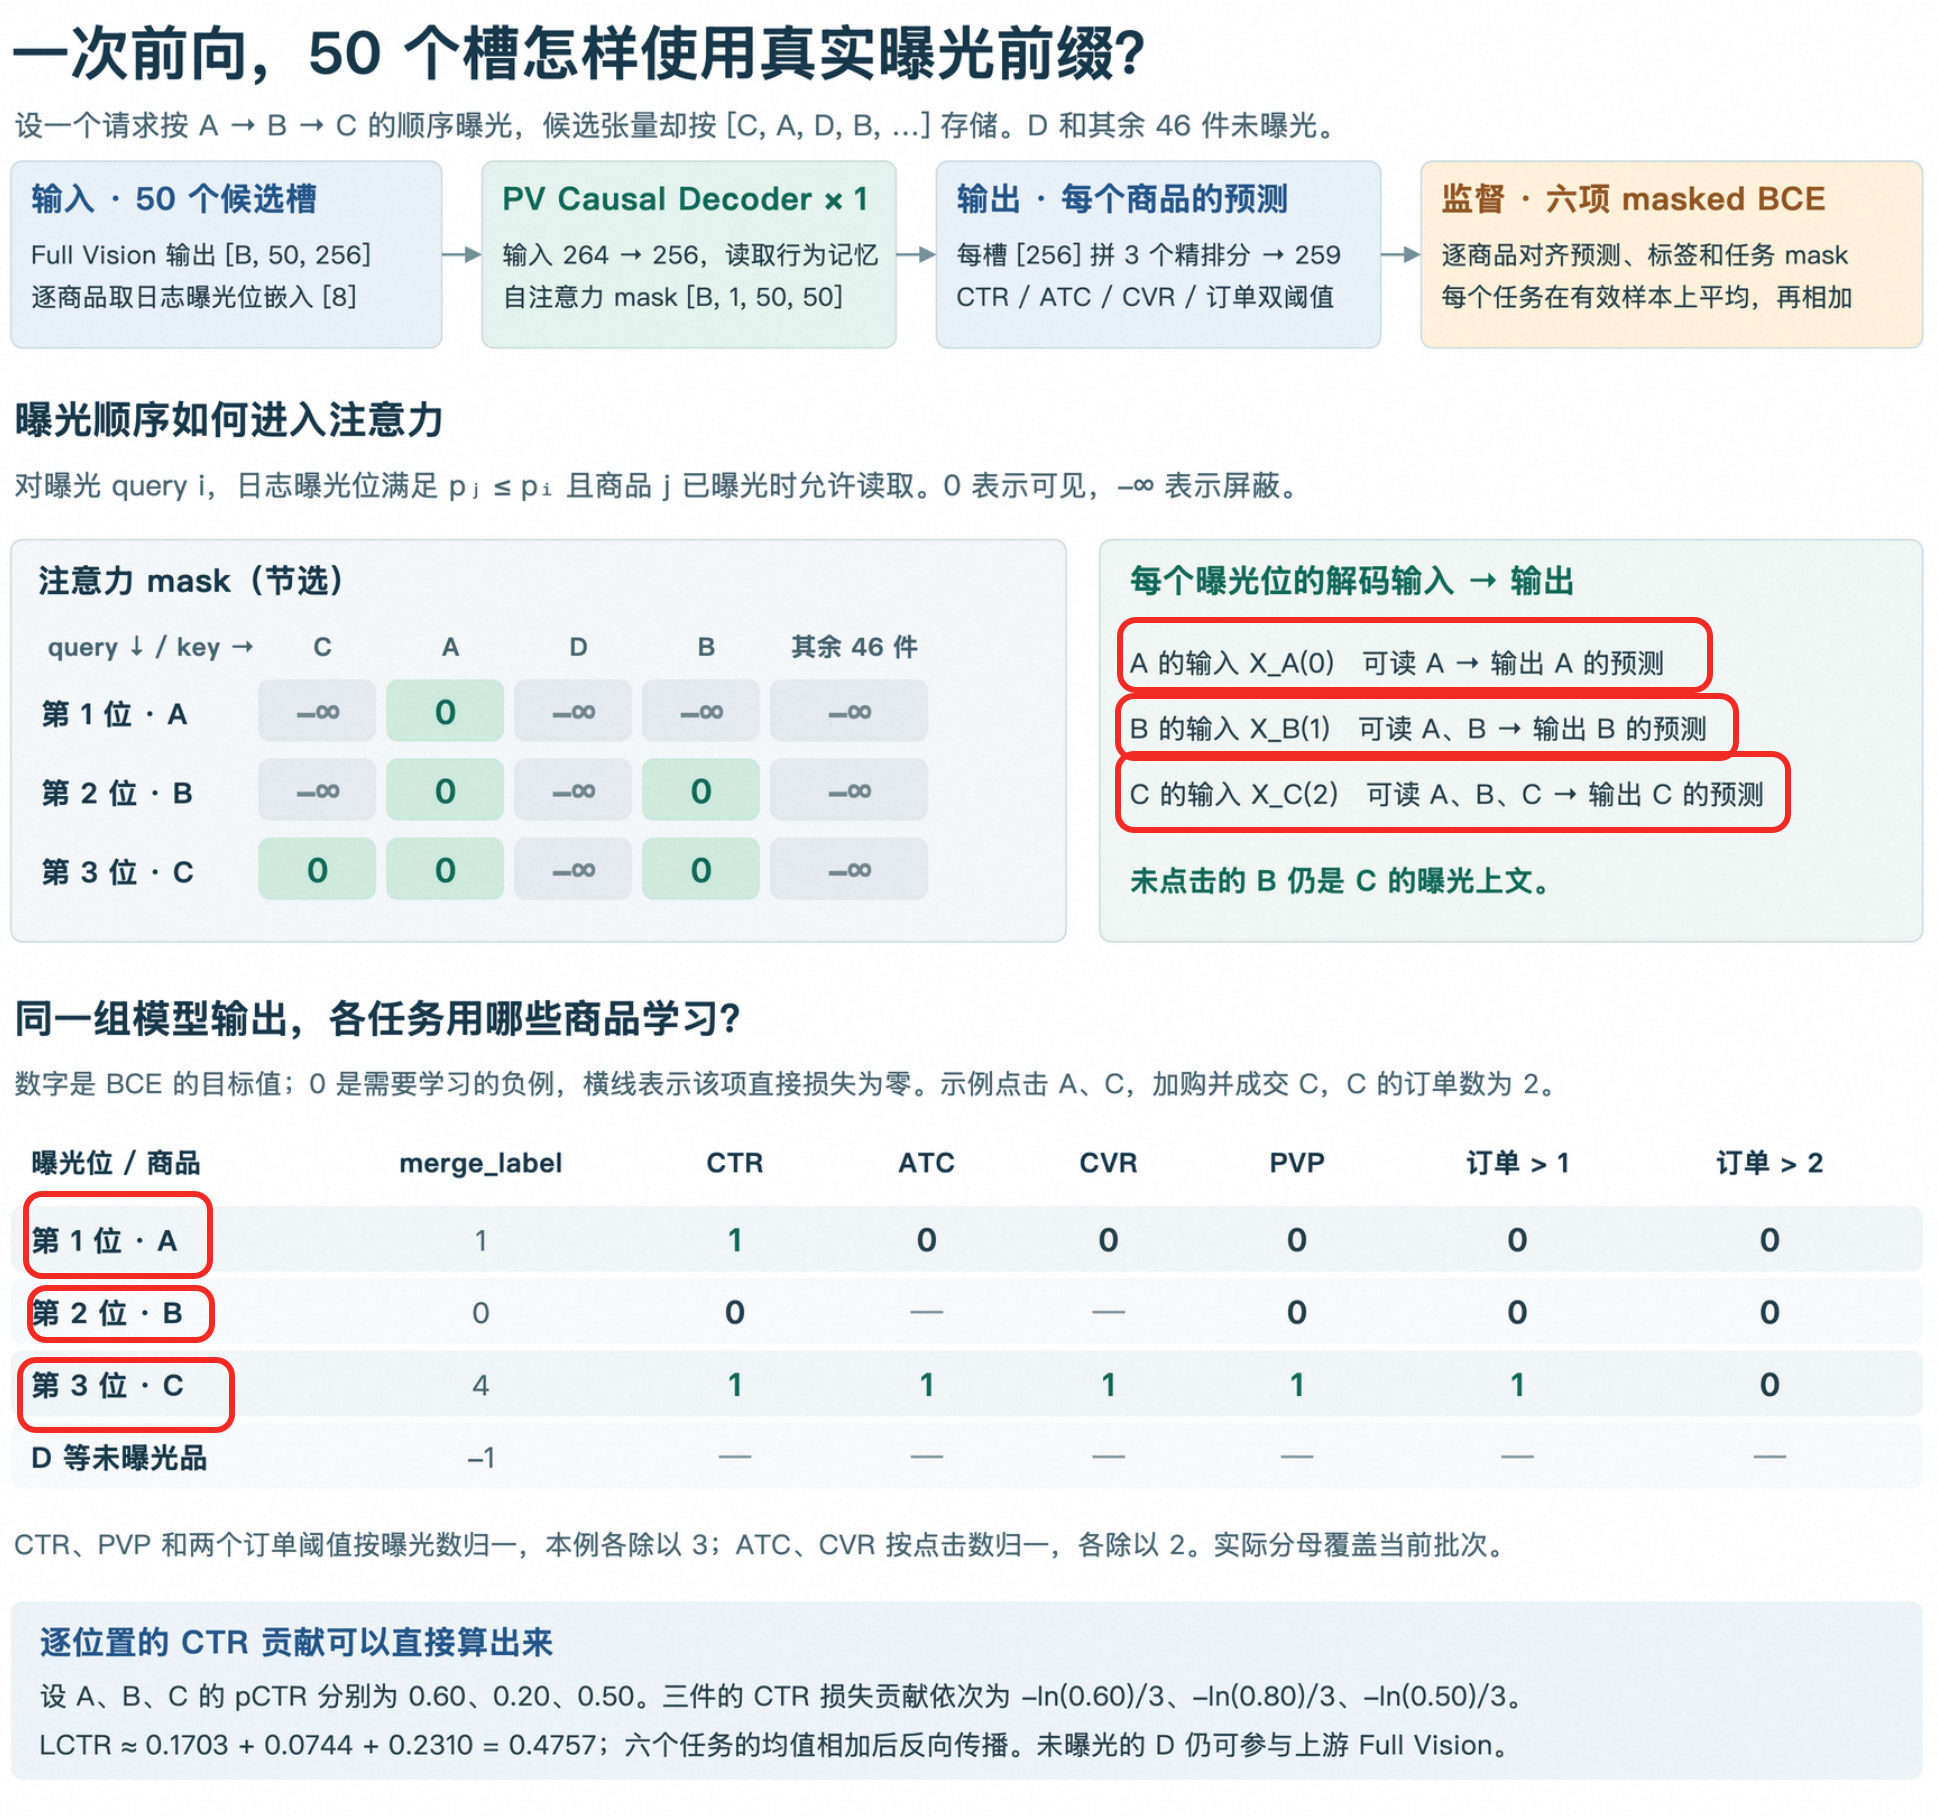 一次前向，50 个槽怎样使用真实曝光前缀？
设一个请求按 A → B → C 的顺序曝光，候选张量却按 [C, A, D, B, …] 存储。D 和其余 46 件未曝光。
输入 · 50 个候选槽
Full Vision 输出 [B, 50, 256]
逐商品取日志曝光位嵌入 [8]
PV Causal Decoder × 1
输入 264 → 256，读取行为记忆
自注意力 mask [B, 1, 50, 50]
输出 · 每个商品的预测
每槽 [256] 拼 3 个精排分 → 259
CTR / ATC / CVR / 订单双阈值
监督 · 六项 masked BCE
逐商品对齐预测、标签和任务 mask
每个任务在有效样本上平均，再相加
曝光顺序如何进入注意力
对曝光 query i，日志曝光位满足 pⱼ ≤ pᵢ 且商品 j 已曝光时允许读取。0 表示可见，−∞ 表示屏蔽。
注意力 mask（节选）
query ↓ / key → C A D B 其余 46 件
第 1 位 · A −∞ 0 −∞ −∞ −∞
第 2 位 · B −∞ 0 −∞ 0 −∞
第 3 位 · C 0 0 −∞ 0 −∞
每个曝光位的解码输入 → 输出
A 的输入 X_A(0) 可读 A → 输出 A 的预测
B 的输入 X_B(1) 可读 A、B → 输出 B 的预测
C 的输入 X_C(2) 可读 A、B、C → 输出 C 的预测
未点击的 B 仍是 C 的曝光上文。
同一组模型输出，各任务用哪些商品学习？
数字是 BCE 的目标值；0 是需要学习的负例，横线表示该项直接损失为零。示例点击 A、C，加购并成交 C，C 的订单数为 2。
曝光位 / 商品 merge_label CTR ATC CVR PVP 订单 > 1 订单 > 2
第 1 位 · A 1 1 0 0 0 0 0
第 2 位 · B 0 0 — — 0 0 0
第 3 位 · C 4 1 1 1 1 1 0
D 等未曝光品 −1 — — — — — —
CTR、PVP 和两个订单阈值按曝光数归一，本例各除以 3；ATC、CVR 按点击数归一，各除以 2。实际分母覆盖当前批次。
逐位置的 CTR 贡献可以直接算出来
设 A、B、C 的 pCTR 分别为 0.60、0.20、0.50。三件的 CTR 损失贡献依次为 −ln(0.60)/3、−ln(0.80)/3、−ln(0.50)/3。
LCTR ≈ 0.1703 + 0.0744 + 0.2310 = 0.4757；六个任务的均值相加后反向传播。未曝光的 D 仍可参与上游 Full Vision。